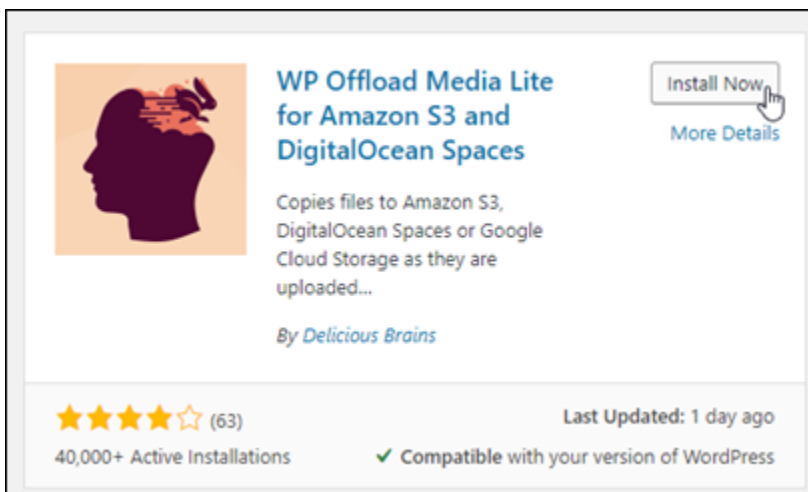 WP Offload Media Lite
for Amazon S3 and
DigitalOcean Spaces
Install Now
More Details
Copies files to Amazon S3,
DigitalOcean Spaces or Google
Cloud Storage as they are
uploaded...
By Delicious Brains
(63)
Last Updated: 1 day ago
40,000+ Active Installations
Compatible with your version of WordPress